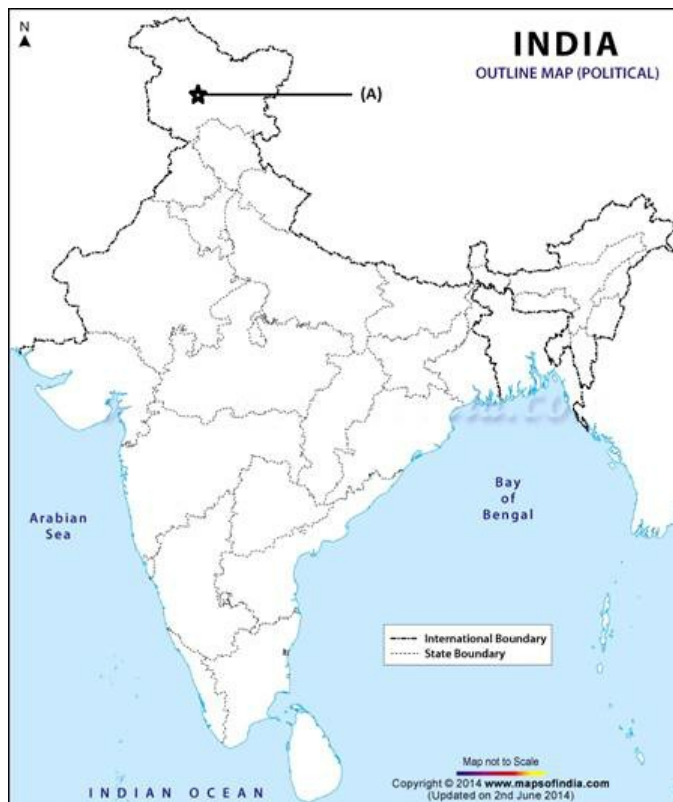 N
INDIA
OUTLINE MAP (POLITICAL)
(A)
Arabian
Sea
Bay
of
Bengal
International Boundary
State Boundary
Map not to Scale
Copyright © 2014 www.mapsofindia.com
(Updated on 2nd June 2014)
INDIAN OCEAN